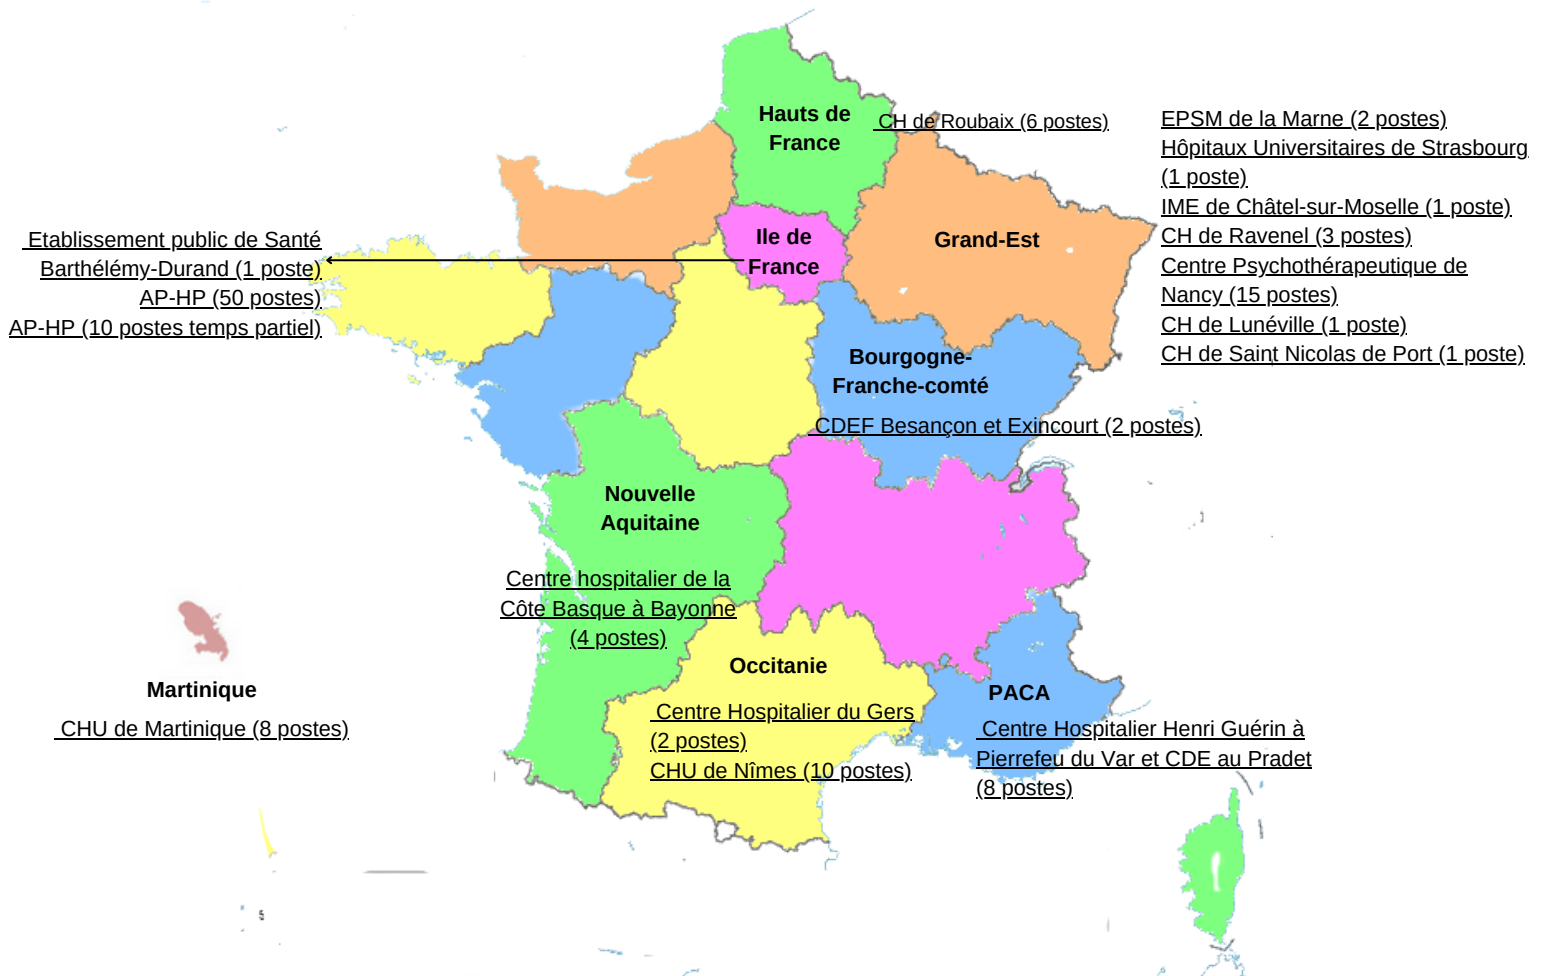 Hauts de
France
CH de Roubaix (6 postes)
EPSM de la Marne (2 postes)
Hôpitaux Universitaires de Strasbourg
(1 poste)
IME de Châtel-sur-Moselle (1 poste)
CH de Ravenel (3 postes)
Centre Psychothérapeutique de
Nancy (15 postes)
CH de Lunéville (1 poste)
CH de Saint Nicolas de Port (1 poste)
Grand-Est
Ile de
France
Etablissement public de Santé
Barthélémy-Durand (1 poste)
AP-HP (50 postes)
AP-HP (10 postes temps partiel)
Bourgogne-
Franche-comté
CDEF Besançon et Exincourt (2 postes)
Nouvelle
Aquitaine
Centre hospitalier de la
Côte Basque à Bayonne
(4 postes)
Occitanie
Centre Hospitalier du Gers
(2 postes)
CHU de Nîmes (10 postes)
PACA
Centre Hospitalier Henri Guérin à
Pierrefeu du Var et CDE au Pradet
(8 postes)
Martinique
CHU de Martinique (8 postes)
5